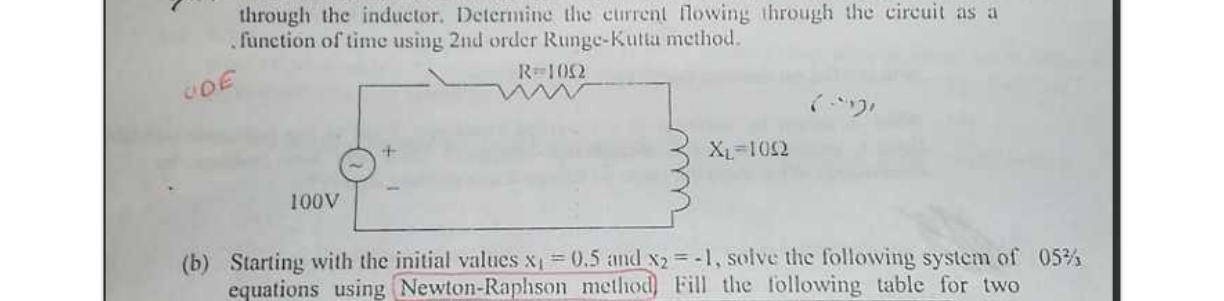 through the inductor. Determine the current flowing through the circuit as a
function of time using 2nd order Runge-Kutta method.
ODE
R=10Ω
XL=10Ω
+
−
100V
(b) Starting with the initial values x1 = 0.5 and x2 = -1, solve the following system of 05⅔
equations using Newton-Raphson method. Fill the following table for two